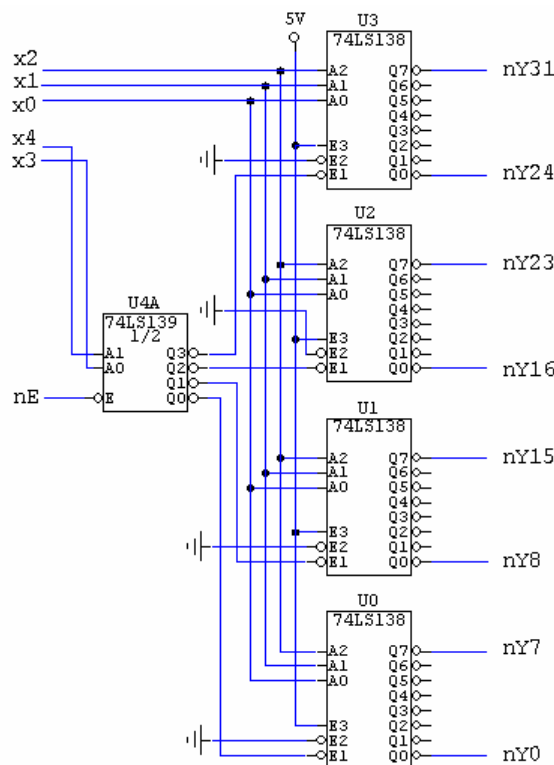 5V
U3
74LS138
x2
x1
x0
x4
x3
A2
A1
A0
E3
E2
E1
Q7
Q6
Q5
Q4
Q3
Q2
Q1
Q0
nY31
nY24
U2
74LS138
A2
A1
A0
E3
E2
E1
Q7
Q6
Q5
Q4
Q3
Q2
Q1
Q0
nY23
nY16
U4A
74LS139
1/2
A1
A0
E
Q3
Q2
Q1
Q0
nE
U1
74LS138
A2
A1
A0
E3
E2
E1
Q7
Q6
Q5
Q4
Q3
Q2
Q1
Q0
nY15
nY8
U0
74LS138
A2
A1
A0
E3
E2
E1
Q7
Q6
Q5
Q4
Q3
Q2
Q1
Q0
nY7
nY0